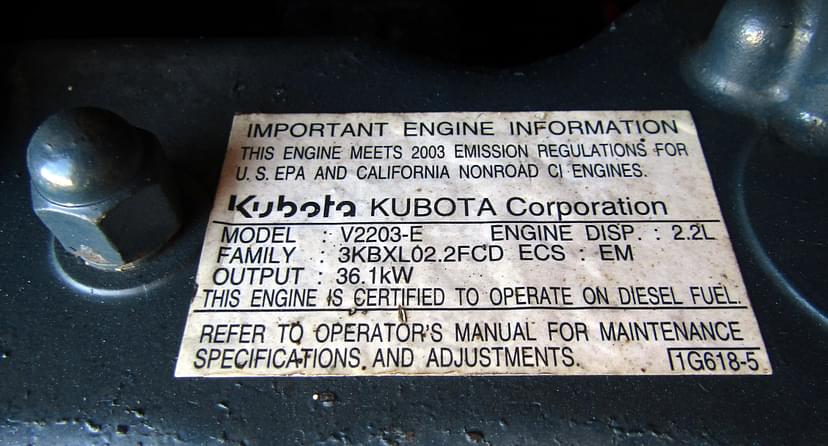 IMPORTANT ENGINE INFORMATION
THIS ENGINE MEETS 2003 EMISSION REGULATIONS FOR
U.S. EPA AND CALIFORNIA NONROAD CI ENGINES.
Kubota KUBOTA Corporation
MODEL : V2203-E ENGINE DISP. : 2.2L
FAMILY : 3KBXL02.2FCD ECS : EM
OUTPUT : 36.1kW
THIS ENGINE IS CERTIFIED TO OPERATE ON DIESEL FUEL.
REFER TO OPERATOR'S MANUAL FOR MAINTENANCE
SPECIFICATIONS AND ADJUSTMENTS. 1G618-5